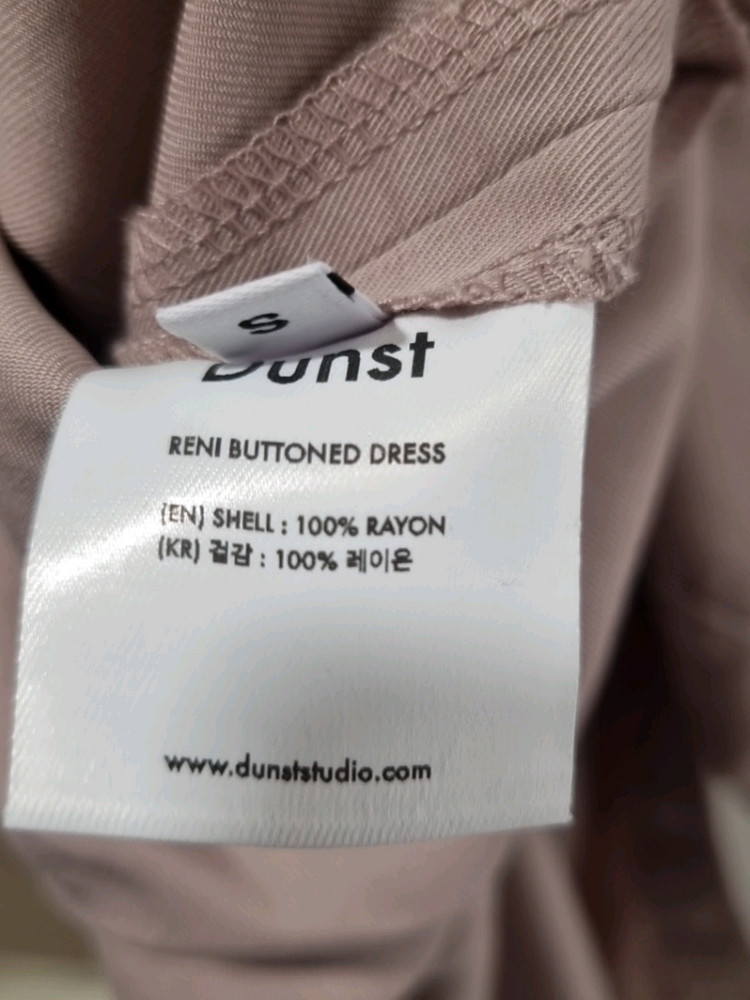 S
Dunst
RENI BUTTONED DRESS
(EN) SHELL : 100% RAYON
(KR) 겉감 : 100% 레이온
www.dunststudio.com